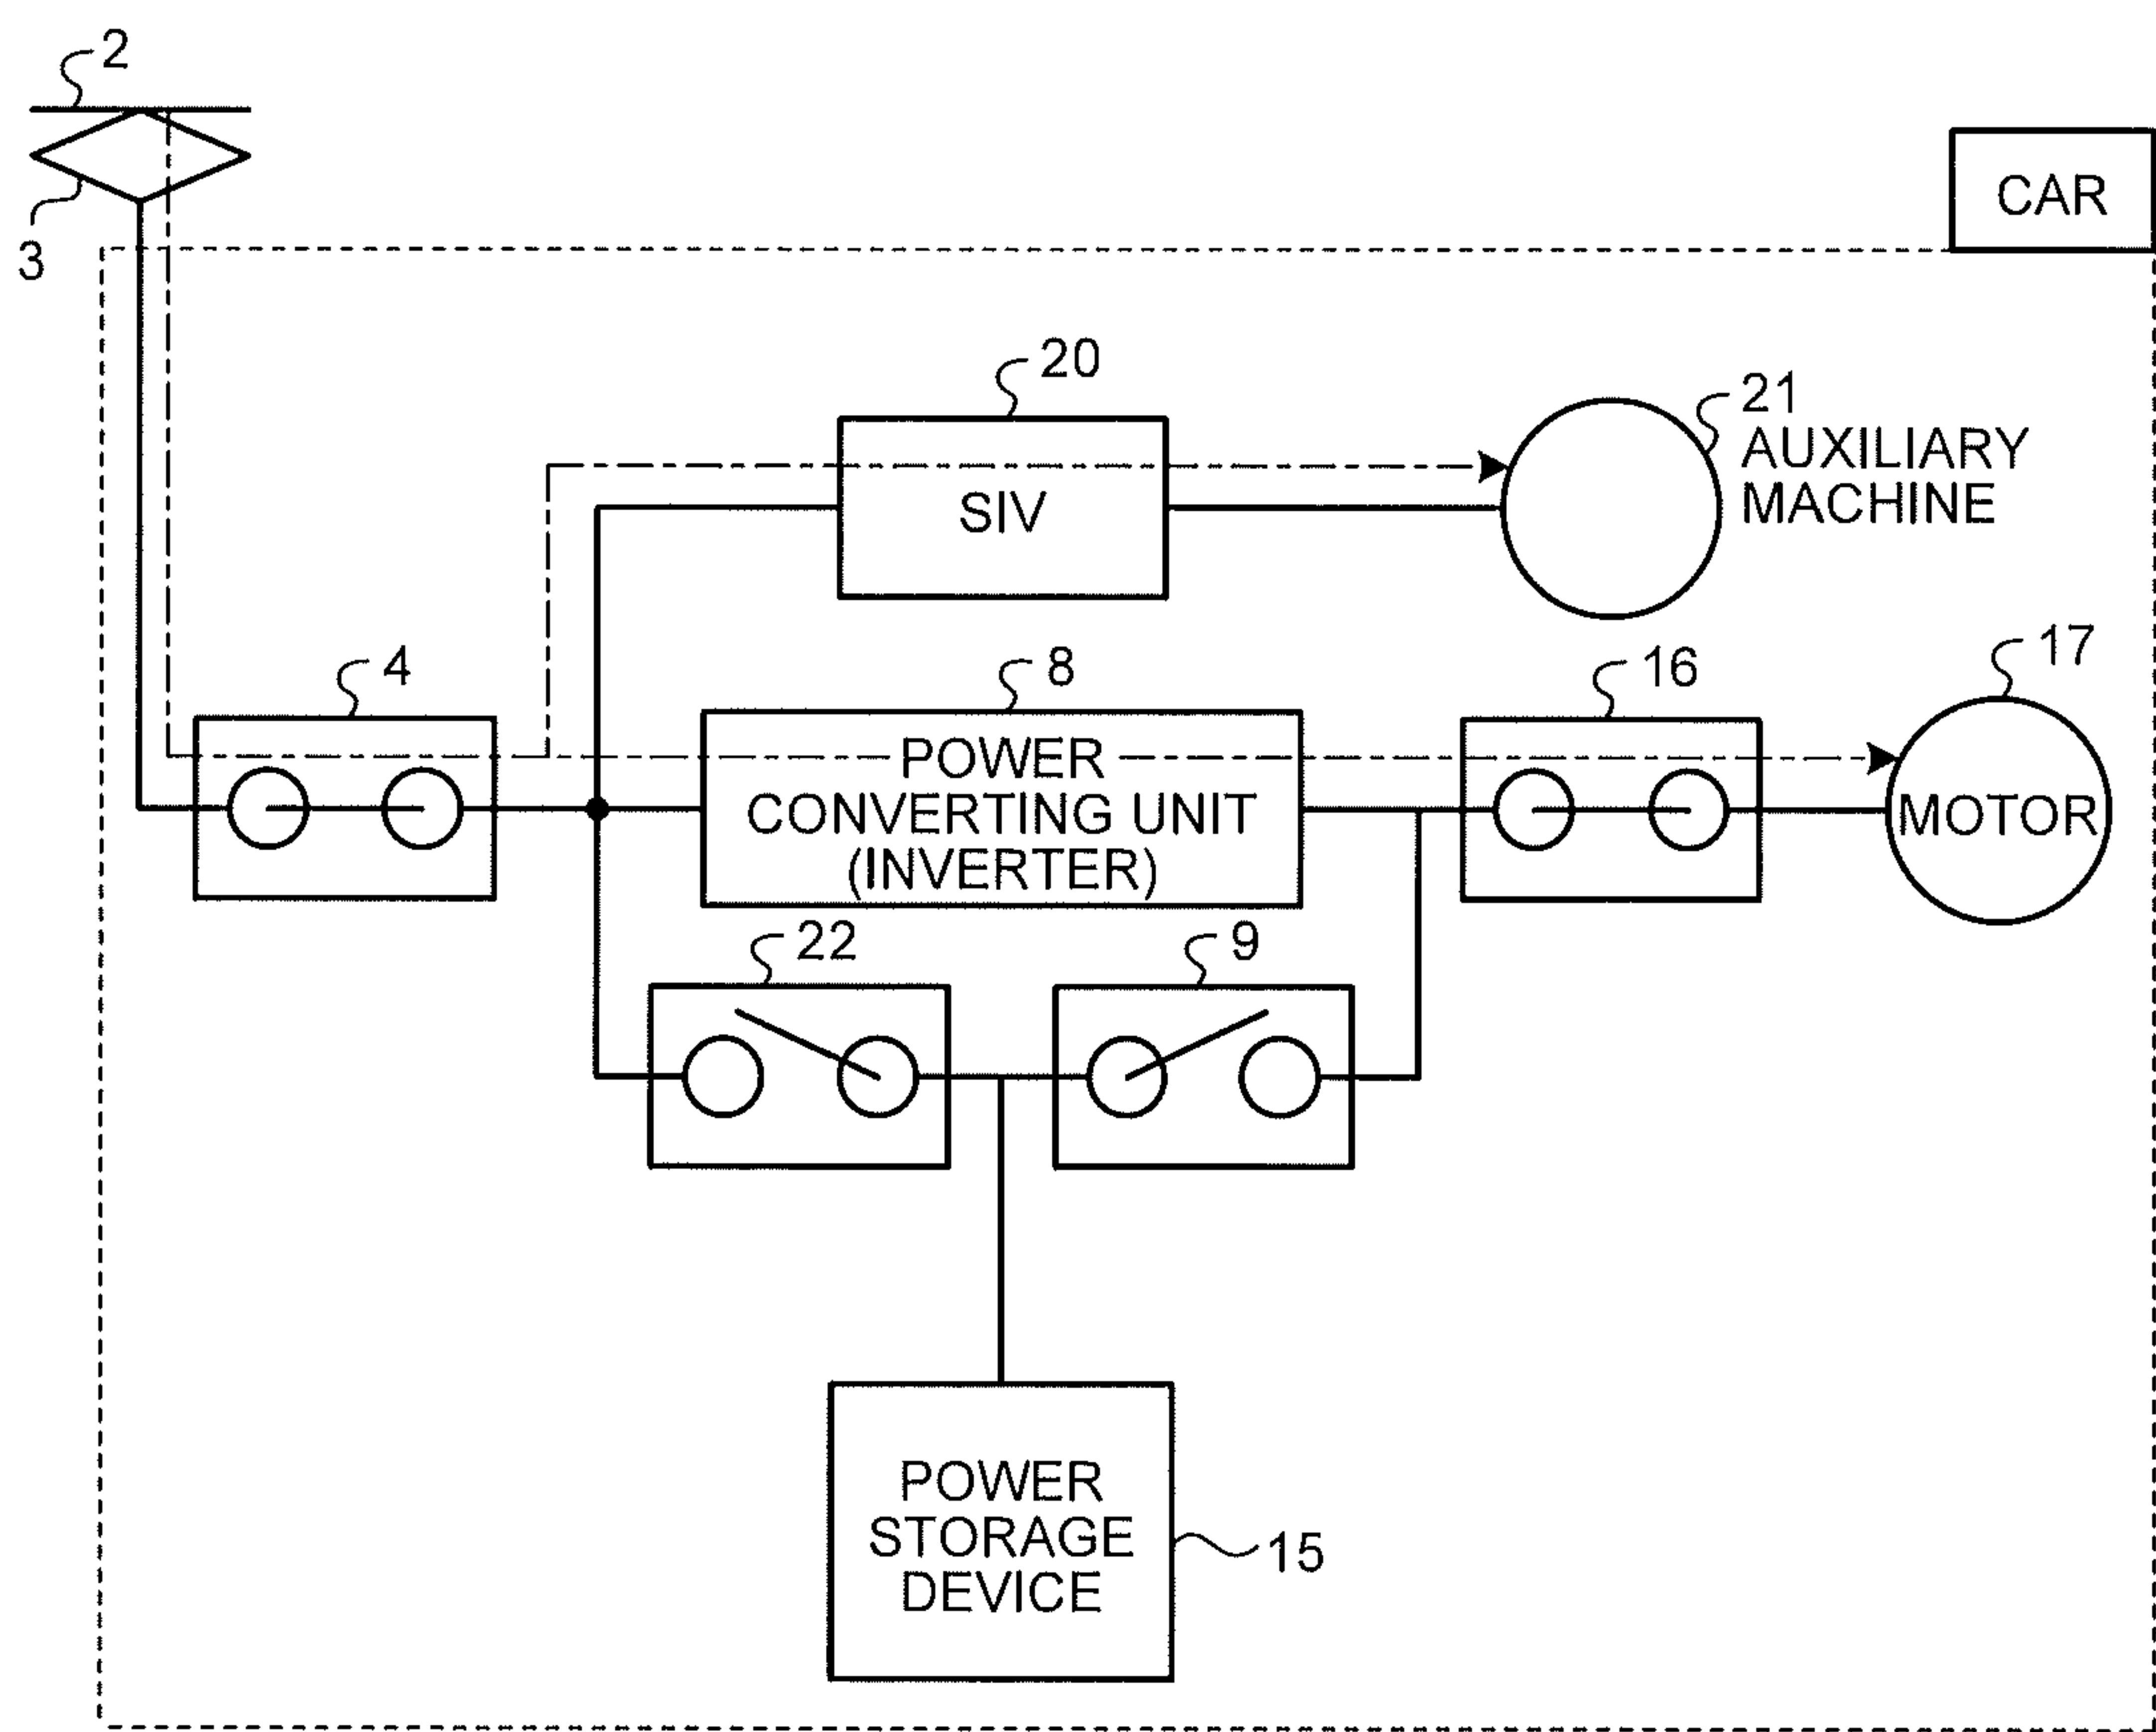 2
3
CAR
20
SIV
21
AUXILIARY
MACHINE
4
8
POWER
CONVERTING UNIT
(INVERTER)
16
17
MOTOR
22
9
POWER
STORAGE
DEVICE
15